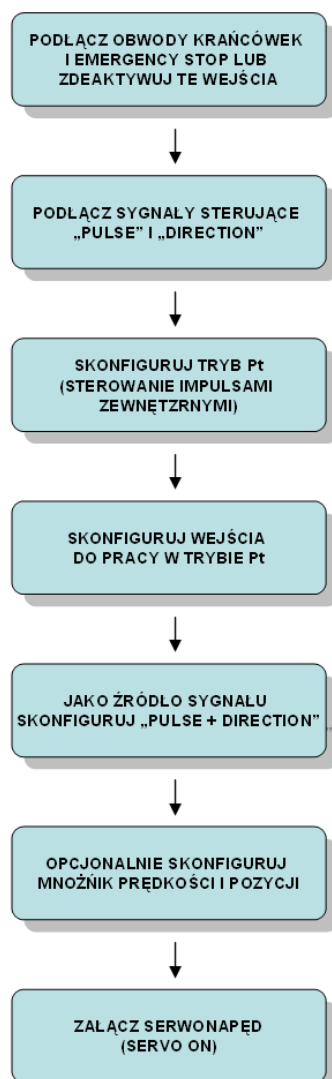 PODŁĄCZ OBWODY KRAŃCÓWEK
I EMERGENCY STOP LUB
ZDEAKTYWUJ TE WEJŚCIA
PODŁĄCZ SYGNAŁY STERUJĄCE
„PULSE” I „DIRECTION”
SKONFIGURUJ TRYB Pt
(STEROWANIE IMPULSAMI
ZEWNĘTZRNYMI)
SKONFIGURUJ WEJŚCIA
DO PRACY W TRYBIE Pt
JAKO ŹRÓDŁO SYGNAŁU
SKONFIGURUJ „PULSE + DIRECTION”
OPCJONALNIE SKONFIGURUJ
MNOŻŃIK PRĘDKOŚCI I POZYCJI
ZAŁĄCZ SERWONAPĘD
(SERVO ON)